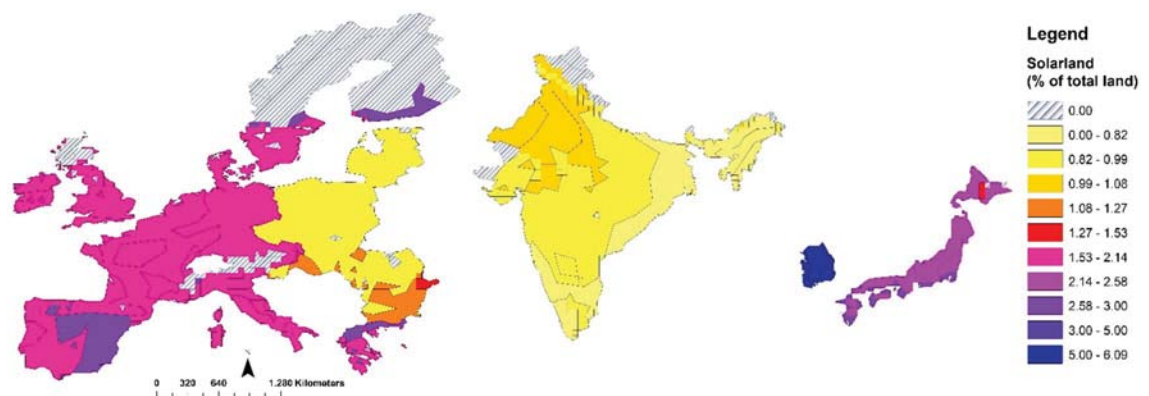 Legend
Solarland
(% of total land)
0.00
0.00 - 0.82
0.82 - 0.99
0.99 - 1.08
1.08 - 1.27
1.27 - 1.53
1.53 - 2.14
2.14 - 2.58
2.58 - 3.00
3.00 - 5.00
5.00 - 6.09
0 320 640 1.280 Kilometers